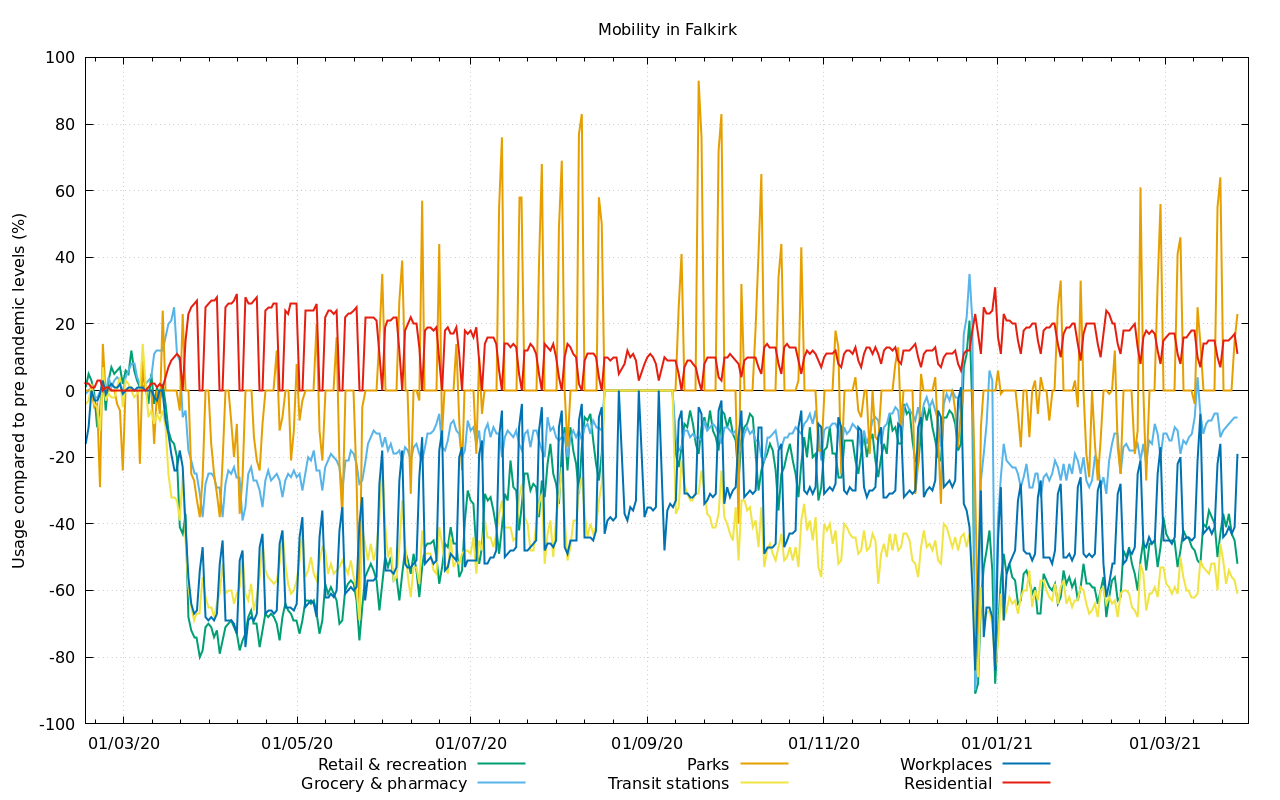 Mobility in Falkirk
Usage compared to pre pandemic levels (%)
100
80
60
40
20
0
-20
-40
-60
-80
-100
01/03/20 01/05/20 01/07/20 01/09/20 01/11/20 01/01/21 01/03/21
Retail & recreation Parks Workplaces
Grocery & pharmacy Transit stations Residential